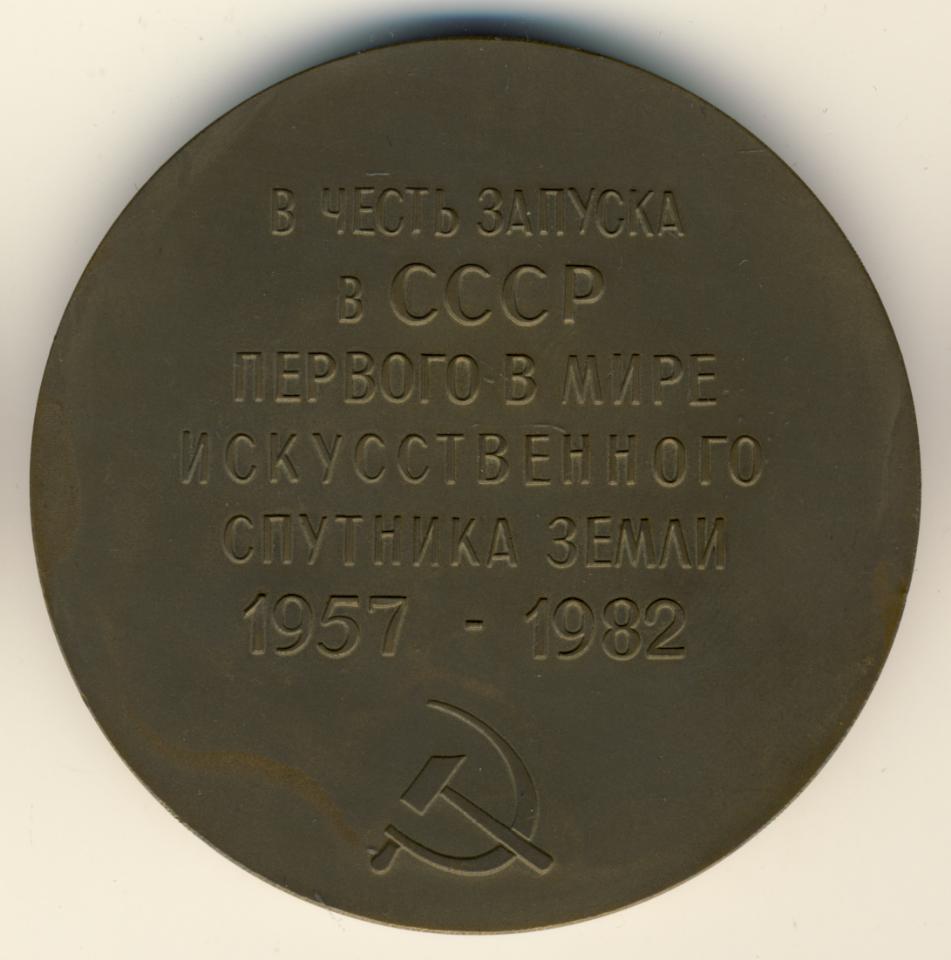 В ЧЕСТЬ ЗАПУСКА
В СССР
ПЕРВОГО В МИРЕ
ИСКУССТВЕННОГО
СПУТНИКА ЗЕМЛИ
1957 - 1982